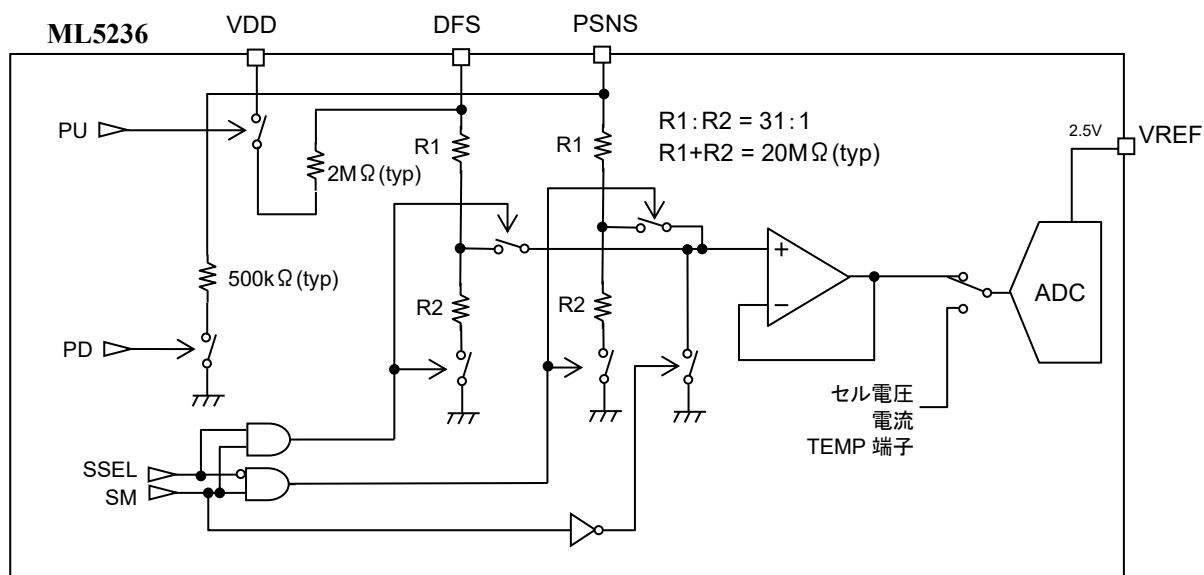 ML5236
VDD
DFS
PSNS
PU
R1
R1
R1:R2 = 31:1
R1+R2 = 20MΩ(typ)
2.5V
VREF
2MΩ(typ)
+
−
500kΩ(typ)
R2
R2
ADC
PD
セル電圧
電流
TEMP 端子
SSEL
SM